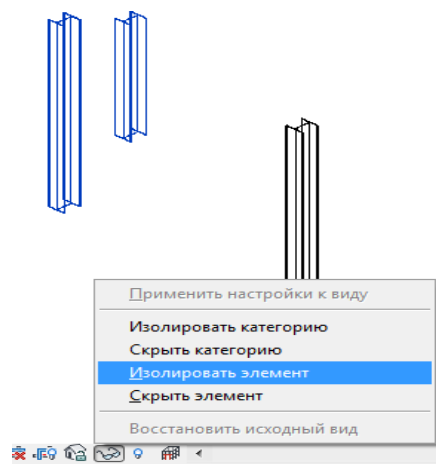 Применить настройки к виду
Изолировать категорию
Скрыть категорию
Изолировать элемент
Скрыть элемент
Восстановить исходный вид